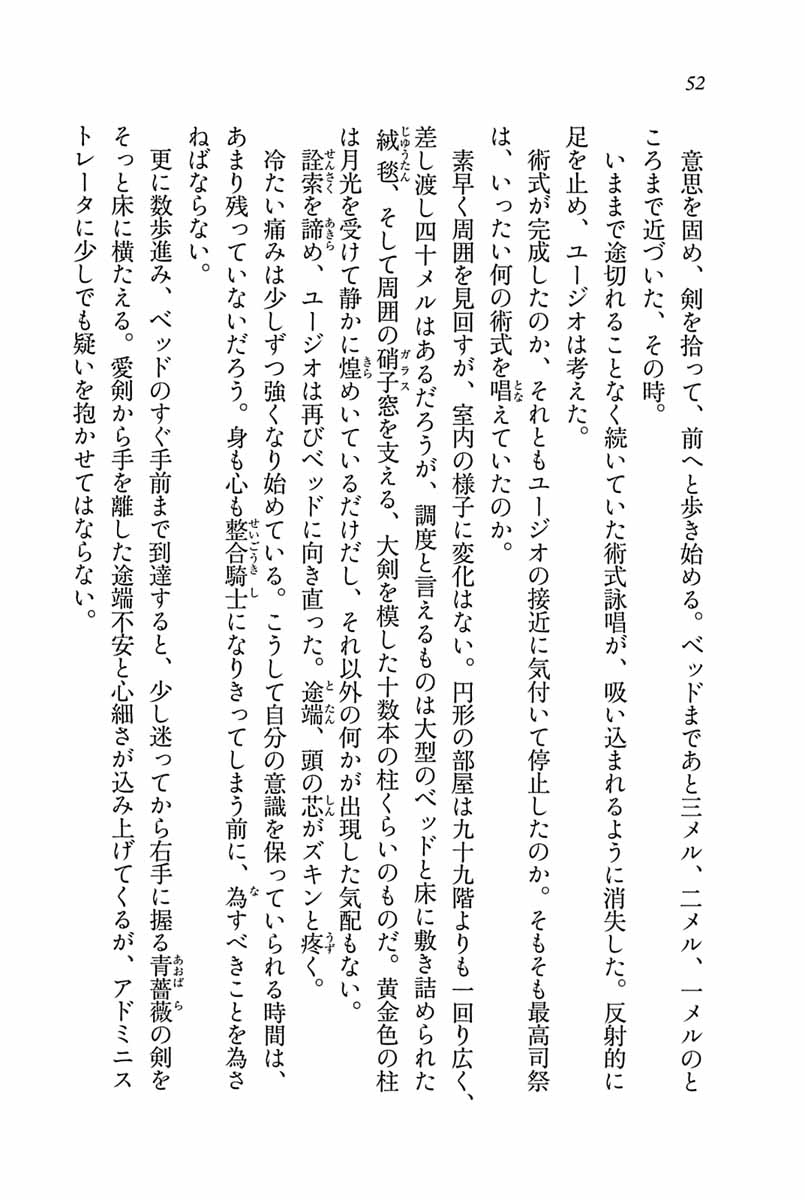 52
意思を固め、剣を拾って、前へと歩き始める。ベッドまであと三メル、二メル、一メルのと
ころまで近づいた、その時。
いままで途切れることなく続いていた術式詠唱が、吸い込まれるように消失した。反射的に
足を止め、ユージオは考えた。
術式が完成したのか、それともユージオの接近に気付いて停止したのか。そもそも最高司祭
は、いったい何の術式を唱えていたのか。
素早く周囲を見回すが、室内の様子に変化はない。円形の部屋は九十九階よりも一回り広く、
差し渡し四十メルはあるだろうが、調度と言えるものは大型のベッドと床に敷き詰められた
絨毯、そして周囲の硝子窓を支える、大剣を模した十数本の柱くらいのものだ。黄金色の柱
は月光を受けて静かに煌めいているだけだし、それ以外の何かが出現した気配もない。
詮索を諦め、ユージオは再びベッドに向き直った。途端、頭の芯がズキンと疼く。
冷たい痛みは少しずつ強くなり始めている。こうして自分の意識を保っていられる時間は、
あまり残っていないだろう。身も心も整合騎士になりきってしまう前に、為すべきことを為さ
ねばならない。
更に数歩進み、ベッドのすぐ手前まで到達すると、少し迷ってから右手に握る青薔薇の剣を
そっと床に横たえる。愛剣から手を離した途端不安と心細さが込み上げてくるが、アドミニス
トレータに少しでも疑いを抱かせてはならない。